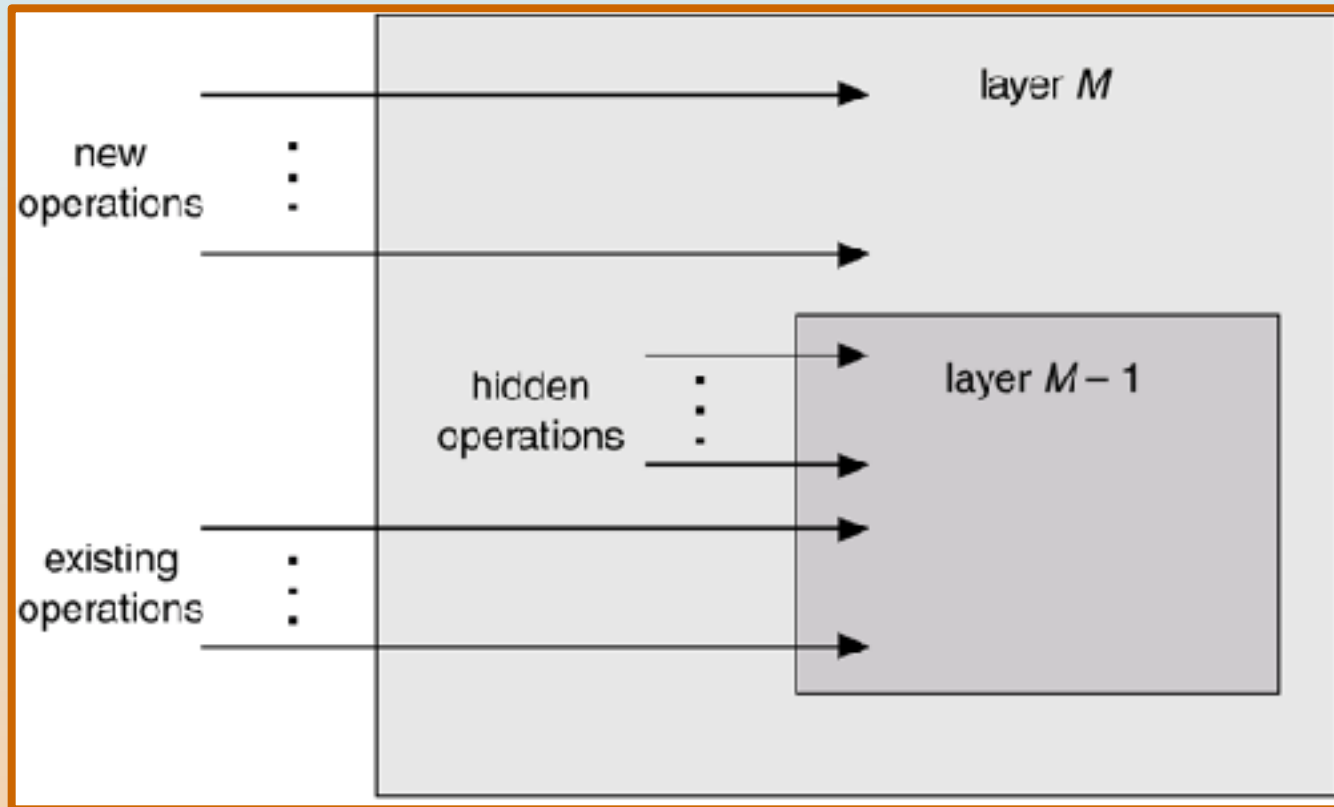 layer M
new
operations
hidden
operations
layer M – 1
existing
operations